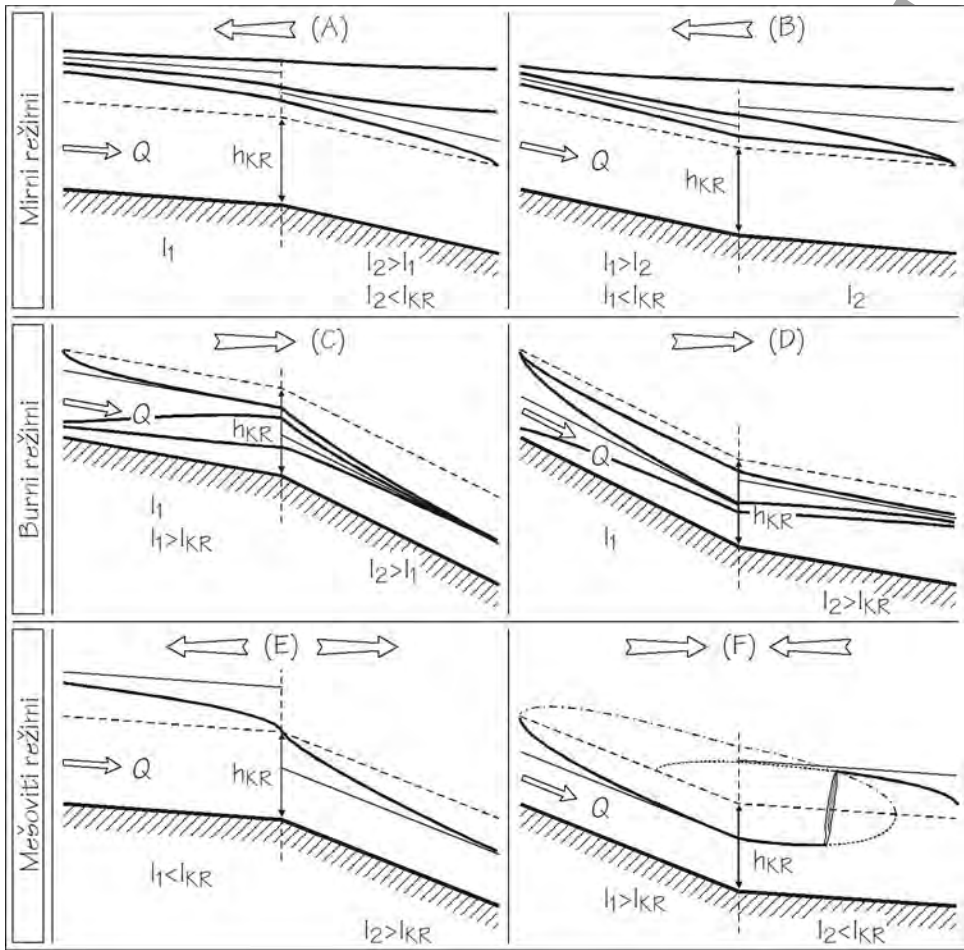 Mirni režimi
(A)
Q
hKR
I1
I2>I1
I2<IKR
(B)
Q
hKR
I1>I2
I1<IKR
I2
Burni režimi
(C)
Q
hKR
I1
I1>IKR
I2>I1
(D)
Q
hKR
I1
I2>IKR
Mešoviti režimi
(E)
Q
hKR
I1<IKR
I2>IKR
(F)
Q
hKR
I1>IKR
I2<IKR